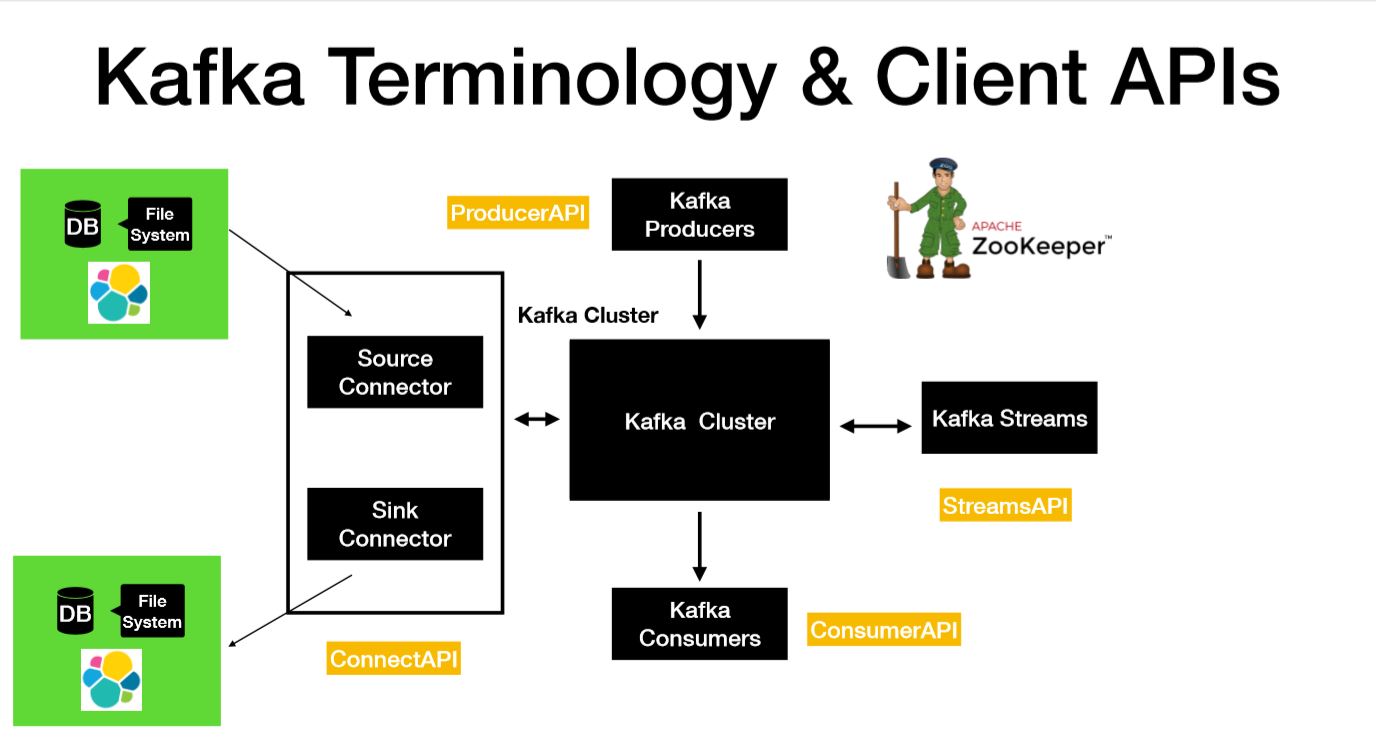 Kafka Terminology & Client APIs
DB
File
System
ProducerAPI
Kafka
Producers
APACHE
ZooKeeper™
Kafka Cluster
Source
Connector
Kafka  Cluster
Kafka Streams
StreamsAPI
Sink
Connector
DB
File
System
Kafka
Consumers
ConsumerAPI
ConnectAPI